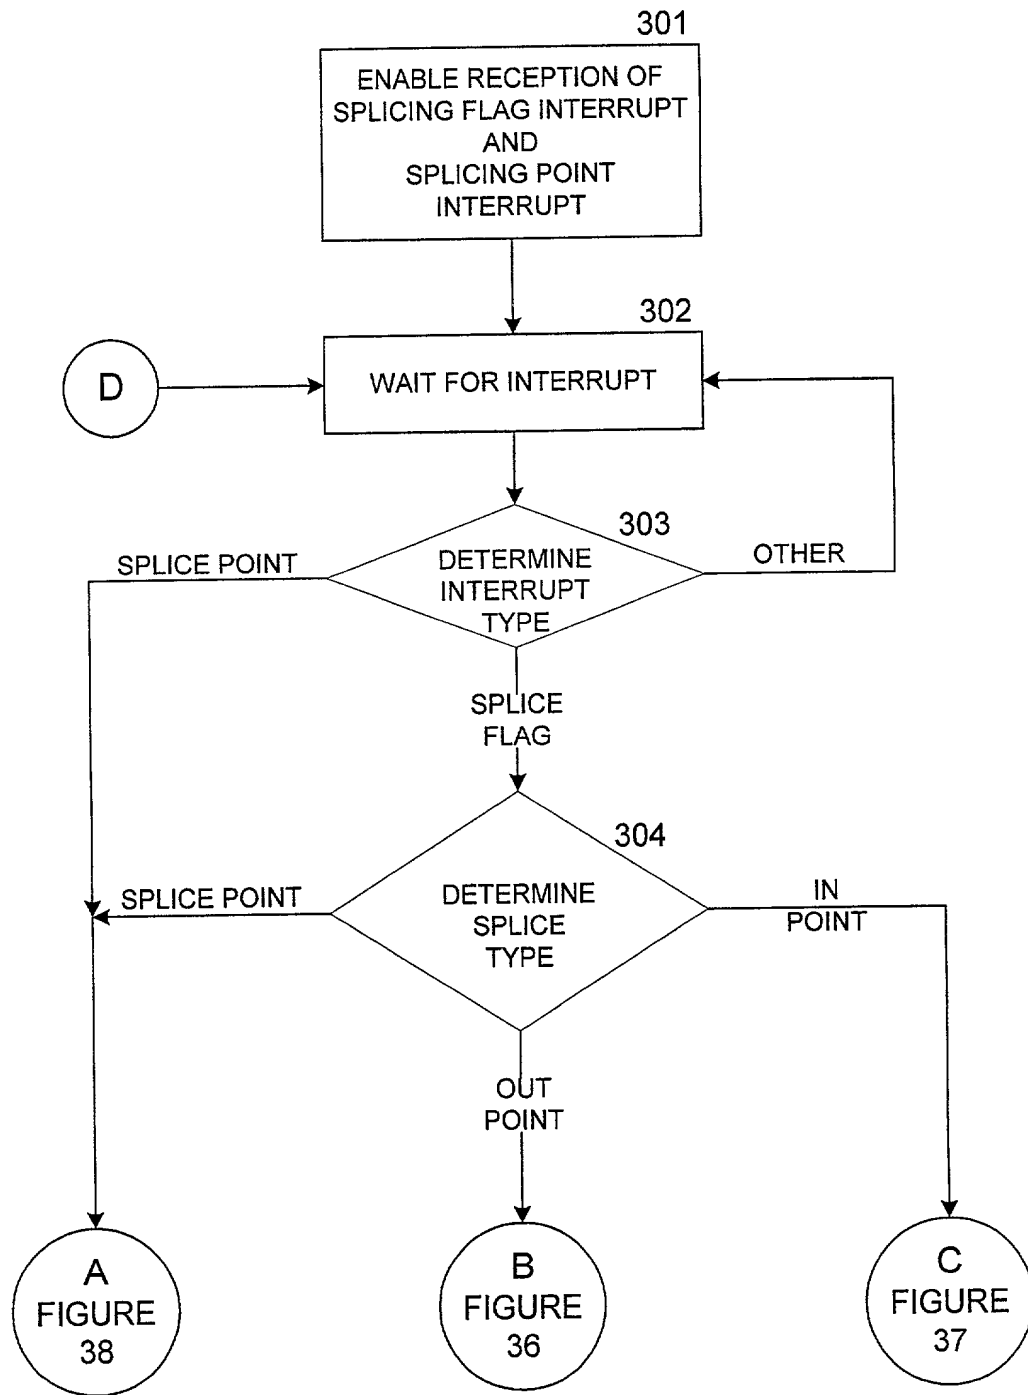 301
ENABLE RECEPTION OF
SPLICING FLAG INTERRUPT
AND
SPLICING POINT
INTERRUPT
302
D
WAIT FOR INTERRUPT
303
SPLICE POINT
DETERMINE
INTERRUPT
TYPE
OTHER
SPLICE
FLAG
304
SPLICE POINT
DETERMINE
SPLICE
TYPE
IN
POINT
OUT
POINT
A
FIGURE
38
B
FIGURE
36
C
FIGURE
37